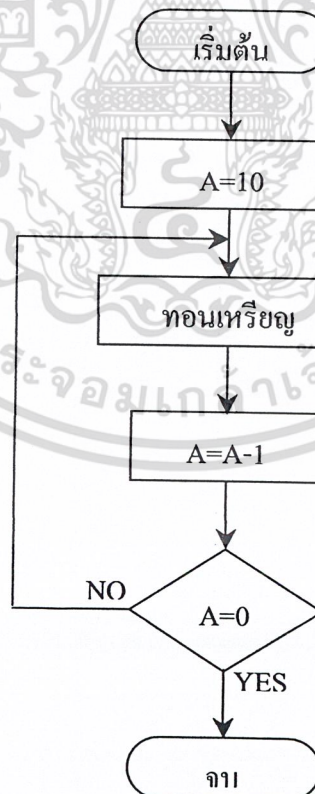 เริ่มต้น
A=10
ทอนเหรียญ
A=A-1
NO
A=0
YES
จบ